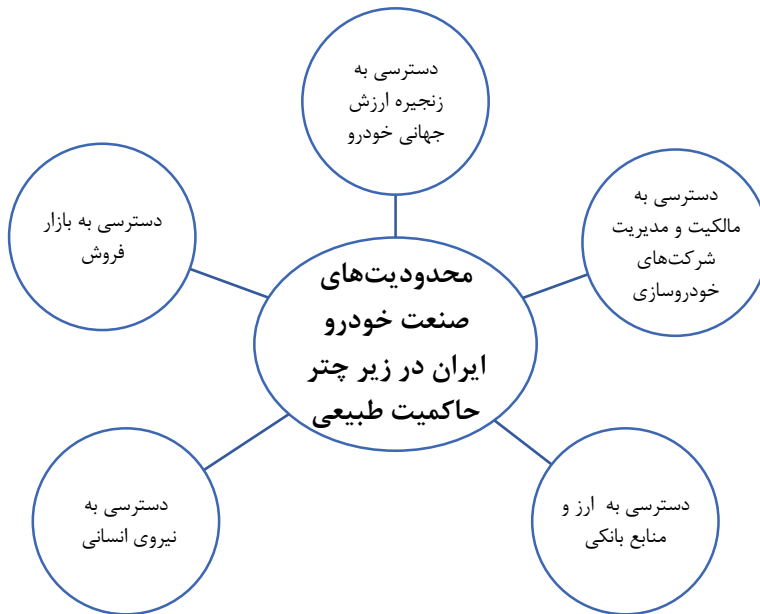 دسترسی به
زنجیره ارزش
جهانی خودرو
دسترسی به
مالکیت و مدیریت
شرکت‌های
خودروسازی
دسترسی به بازار
فروش
محدودیت‌های
صنعت خودرو
ایران در زیر چتر
حاکمیت طبیعی
دسترسی به ارز و
منابع بانکی
دسترسی به
نیروی انسانی